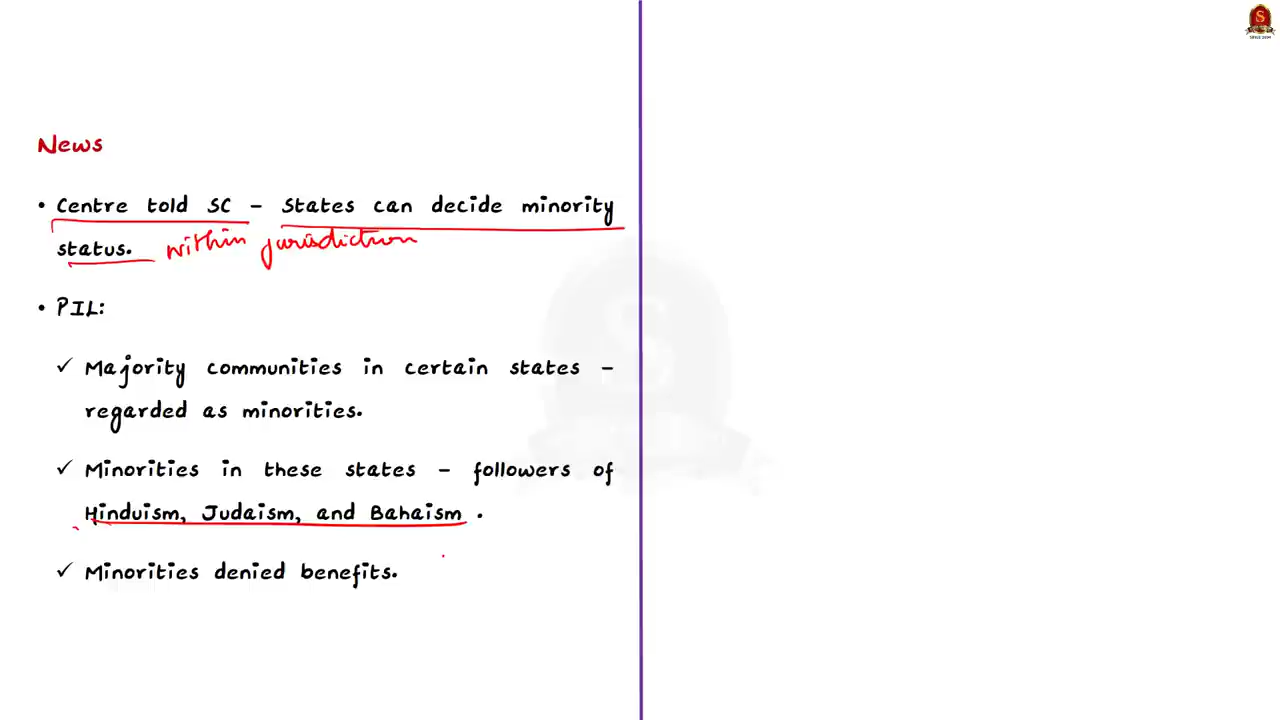 News
• Centre told SC – States can decide minority
status. within jurisdiction
• PIL:
✓ Majority communities in certain states –
regarded as minorities.
✓ Minorities in these states – followers of
Hinduism, Judaism, and Bahaism .
✓ Minorities denied benefits.